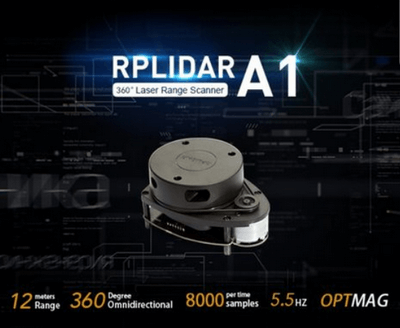 RPLIDAR A1
360° Laser Range Scanner
12 meters Range 360 Degree Omnidirectional 8000 per time samples 5.5 HZ OPTMAG